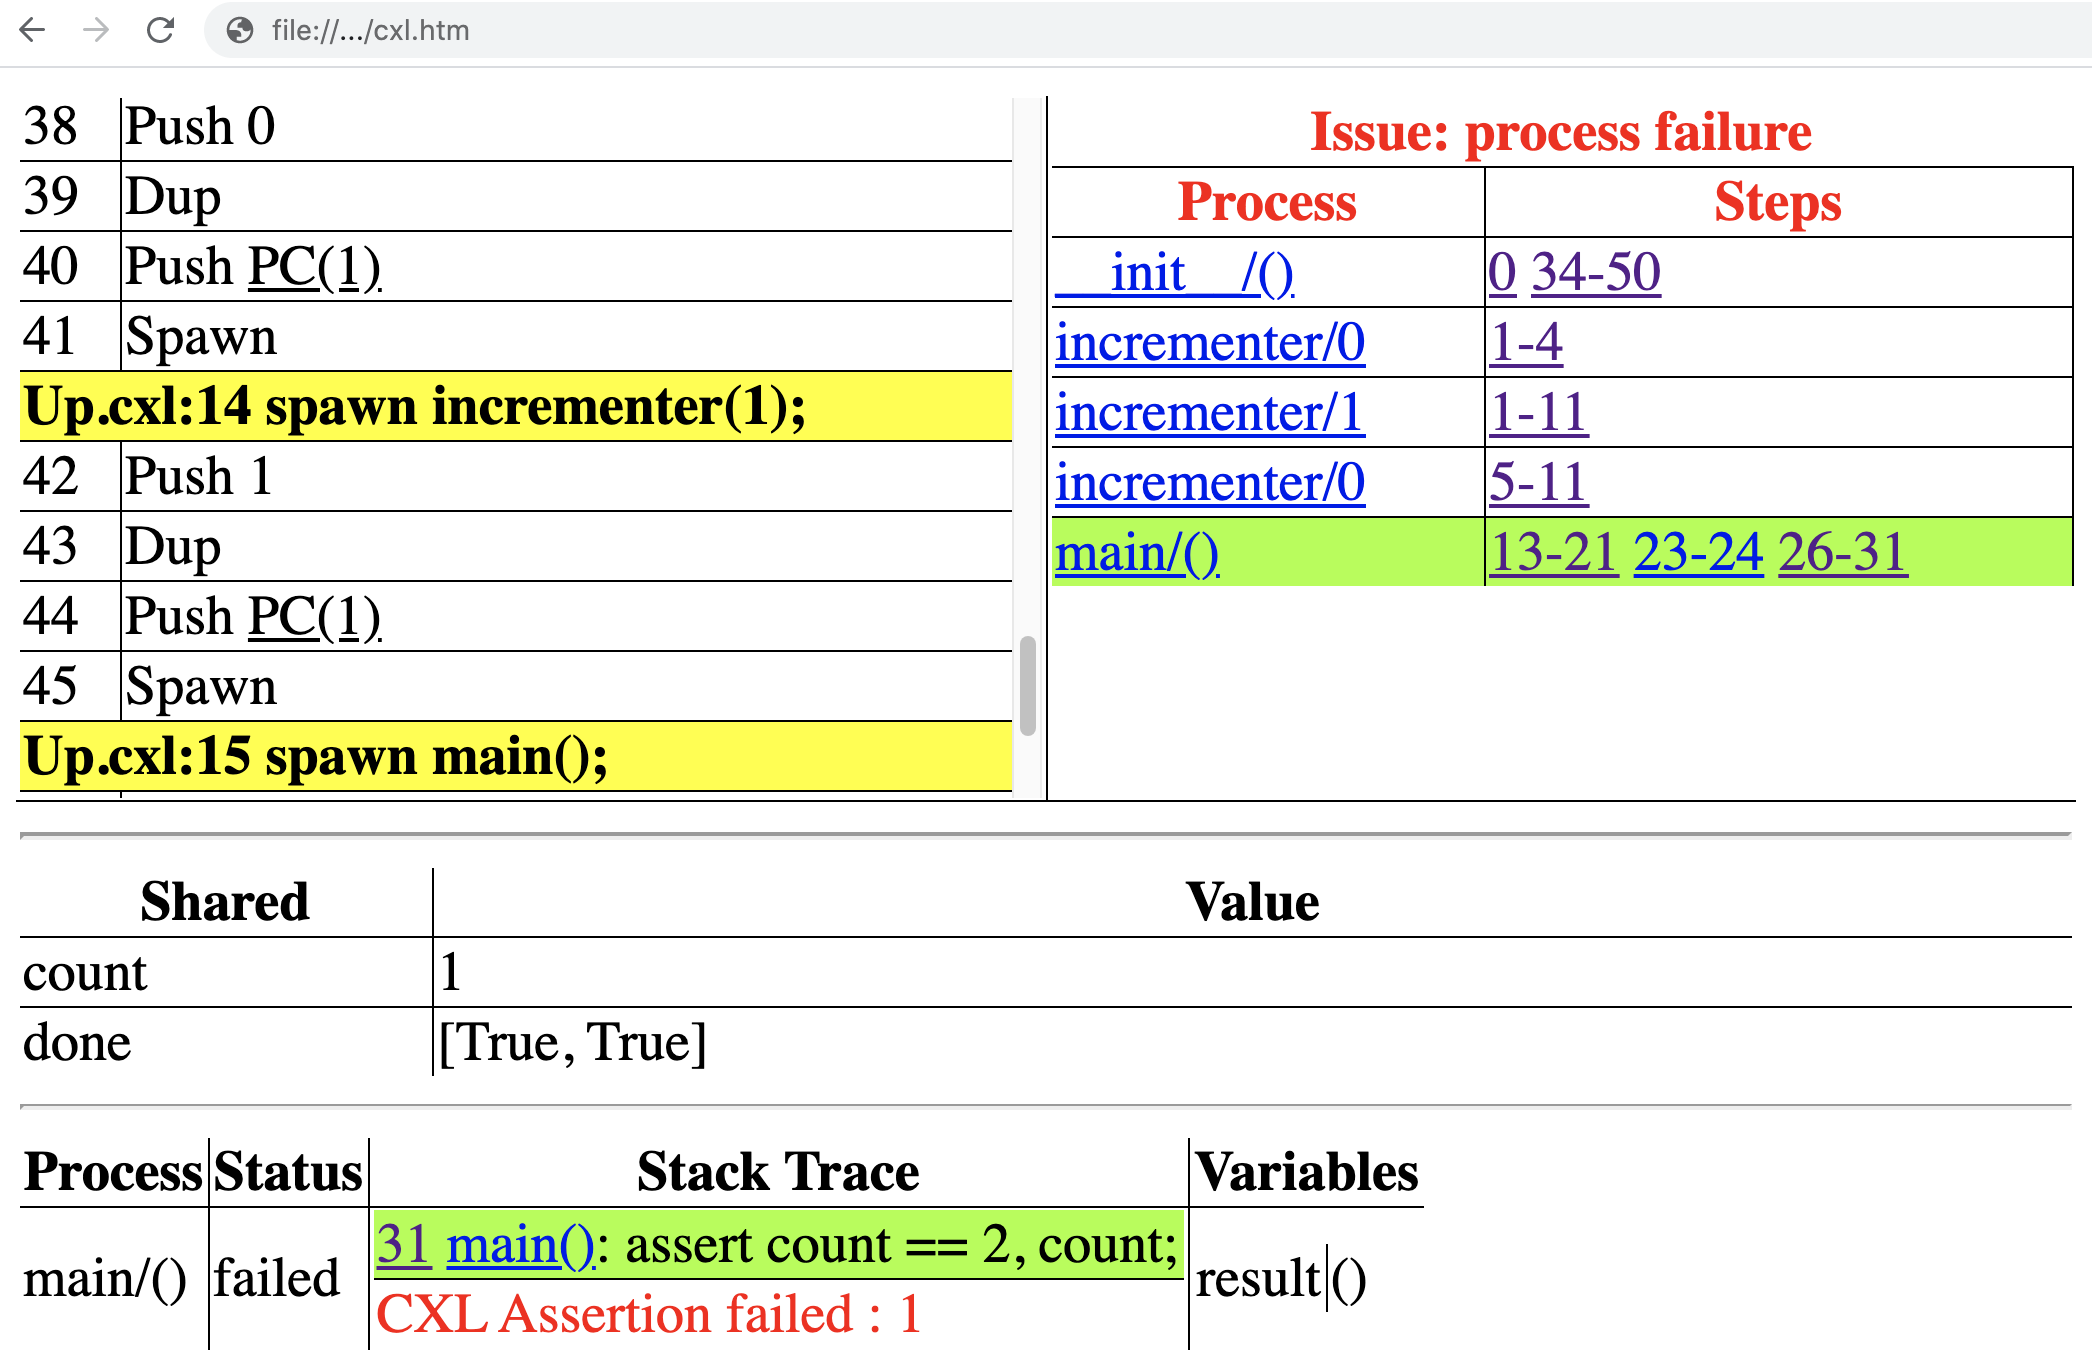 file://.../cxl.htm
38 Push 0
39 Dup
40 Push PC(1)
41 Spawn
Up.cxl:14 spawn incrementer(1);
42 Push 1
43 Dup
44 Push PC(1)
45 Spawn
Up.cxl:15 spawn main();
Issue: process failure
Process Steps
__init__/() 0 34-50
incrementer/0 1-4
incrementer/1 1-11
incrementer/0 5-11
main/() 13-21 23-24 26-31
Shared Value
count 1
done [True, True]
Process Status Stack Trace Variables
main/() failed 31 main(): assert count == 2, count; result ()
CXL Assertion failed : 1